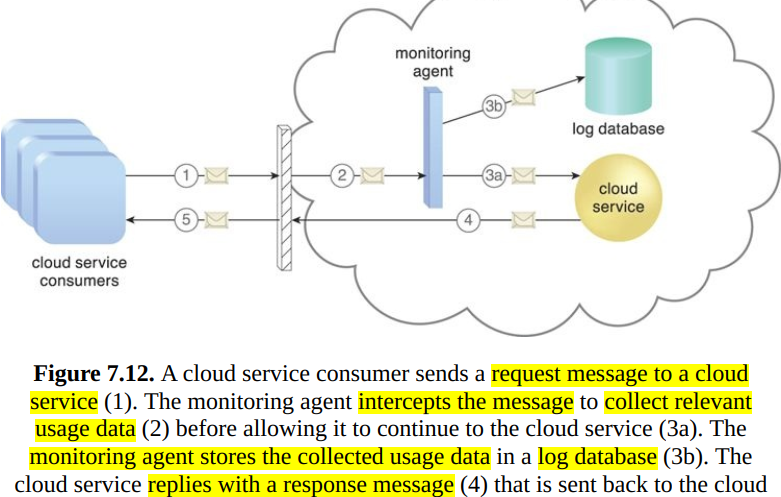 monitoring
agent
3b
log database
1
2
3a
cloud
service
5
4
cloud service
consumers
Figure 7.12. A cloud service consumer sends a request message to a cloud
service (1). The monitoring agent intercepts the message to collect relevant
usage data (2) before allowing it to continue to the cloud service (3a). The
monitoring agent stores the collected usage data in a log database (3b). The
cloud service replies with a response message (4) that is sent back to the cloud